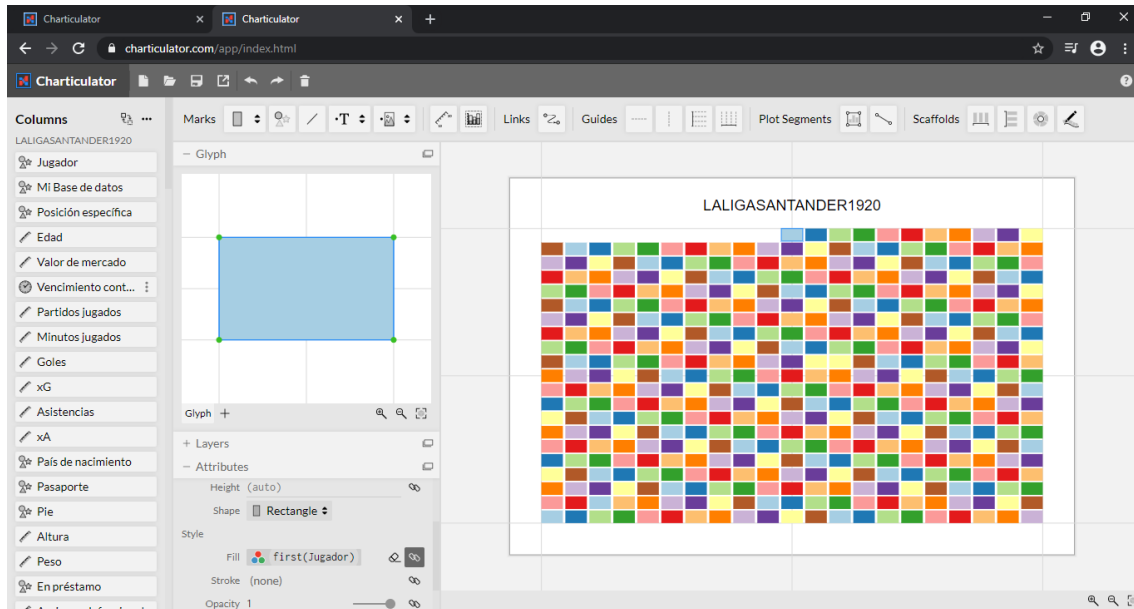 Charticulator
Charticulator
charticulator.com/app/index.html
Charticulator
Columns
LALIGASANTANDER1920
Jugador
Mi Base de datos
Posición específica
Edad
Valor de mercado
Vencimiento cont...
Partidos jugados
Minutos jugados
Goles
xG
Asistencias
xA
País de nacimiento
Pasaporte
Pie
Altura
Peso
En préstamo
Marks
T
Links
Guides
Plot Segments
Scaffolds
Glyph
Glyph
Layers
Attributes
Height (auto)
Shape Rectangle
Style
Fill first(Jugador)
Stroke (none)
Opacity 1
LALIGASANTANDER1920